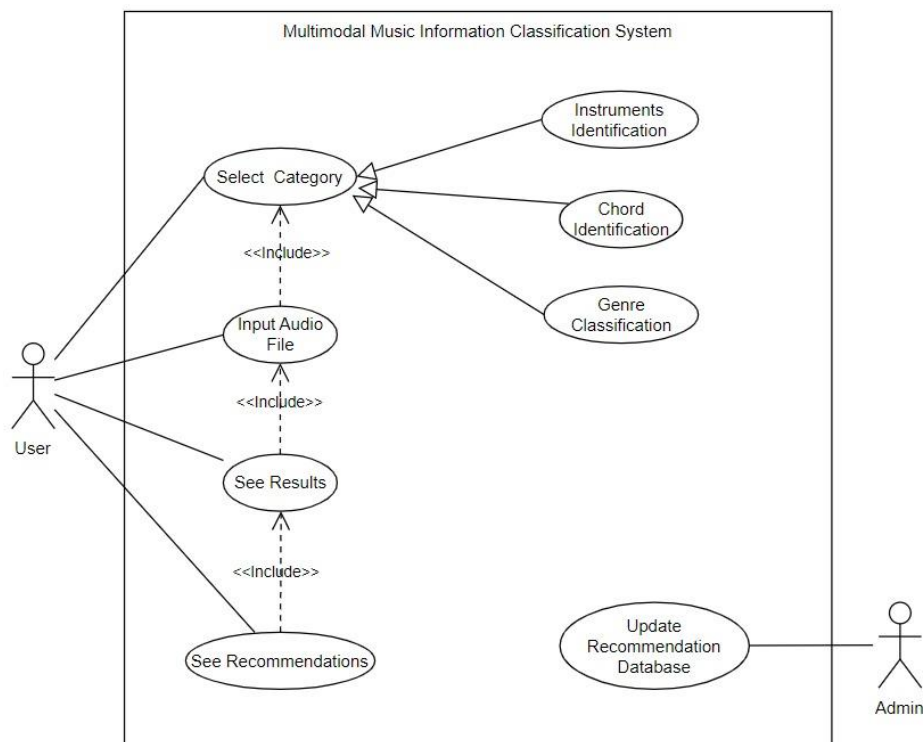 Multimodal Music Information Classification System
Instruments
Identification
Select Category
Chord
Identification
<<Include>>
Genre
Classification
Input Audio
File
<<Include>>
User
See Results
<<Include>>
See Recommendations
Update
Recommendation
Database
Admin